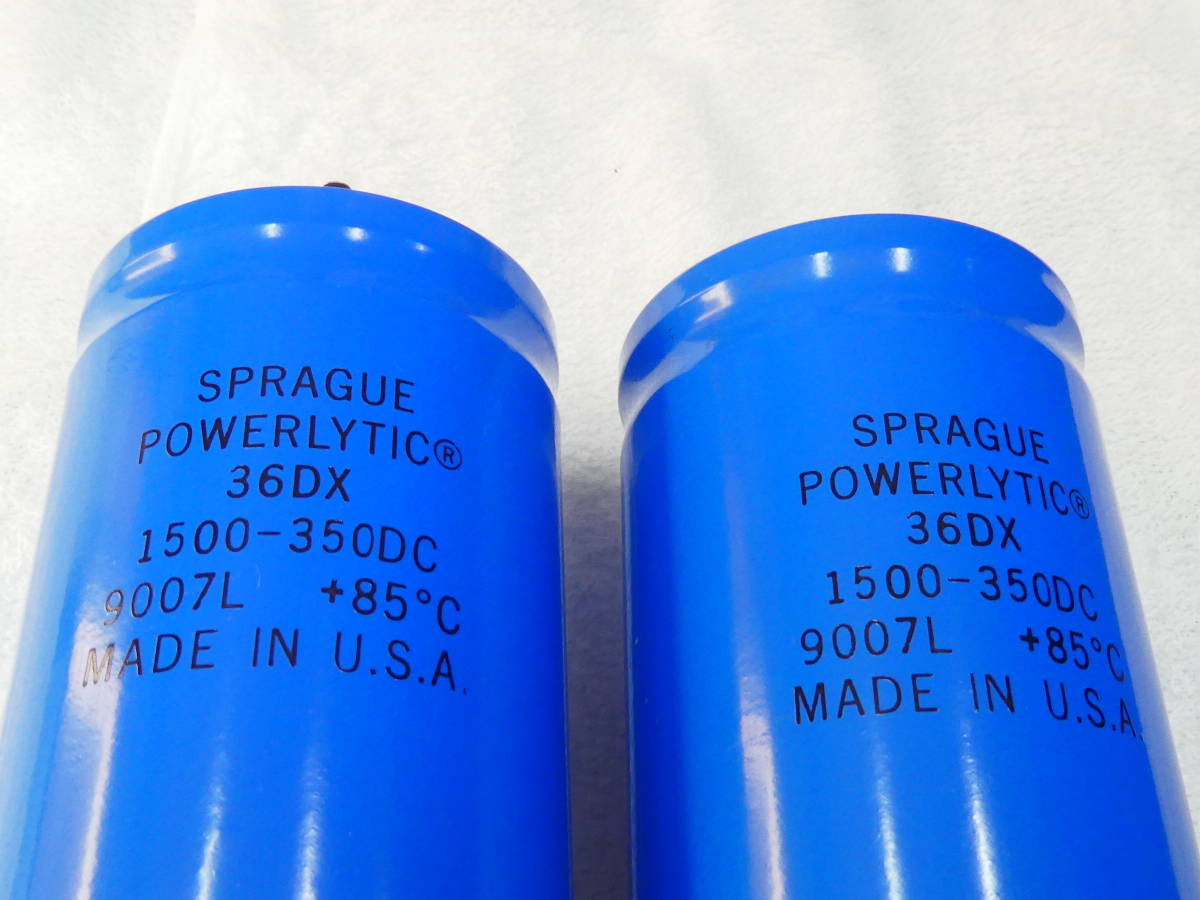 SPRAGUE
POWERLYTIC®
36DX
1500-350DC
9007L +85°C
MADE IN U.S.A.
SPRAGUE
POWERLYTIC®
36DX
1500-350DC
9007L +85°C
MADE IN U.S.A.